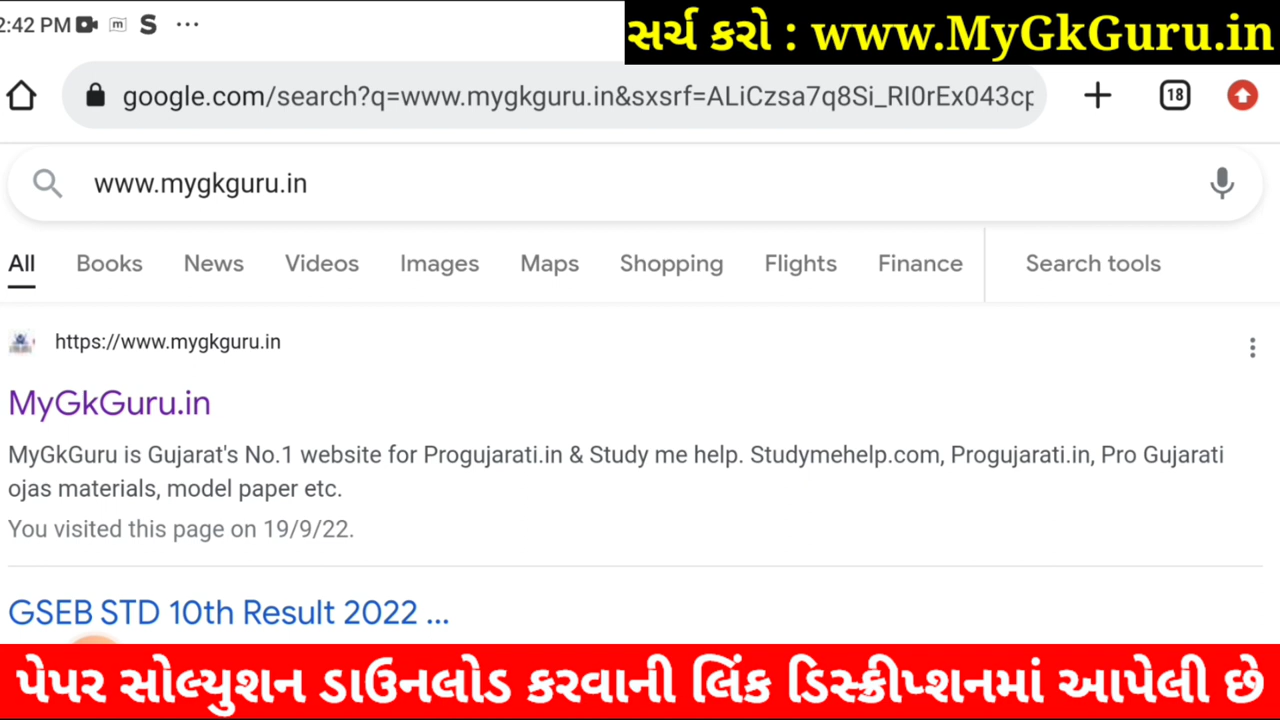 2:42 PM
સર્ચ કરો : www.MyGkGuru.in
google.com/search?q=www.mygkguru.in&sxsrf=ALiCzsa7q8Si_RI0rEx043cp
18
www.mygkguru.in
All Books News Videos Images Maps Shopping Flights Finance Search tools
https://www.mygkguru.in
MyGkGuru.in
MyGkGuru is Gujarat's No.1 website for Progujarati.in & Study me help. Studymehelp.com, Progujarati.in, Pro Gujarati
ojas materials, model paper etc.
You visited this page on 19/9/22.
GSEB STD 10th Result 2022 ...
પેપર સોલ્યુશન ડાઉનલોડ કરવાની લિંક ડિસ્ક્રીપ્શનમાં આપેલી છે